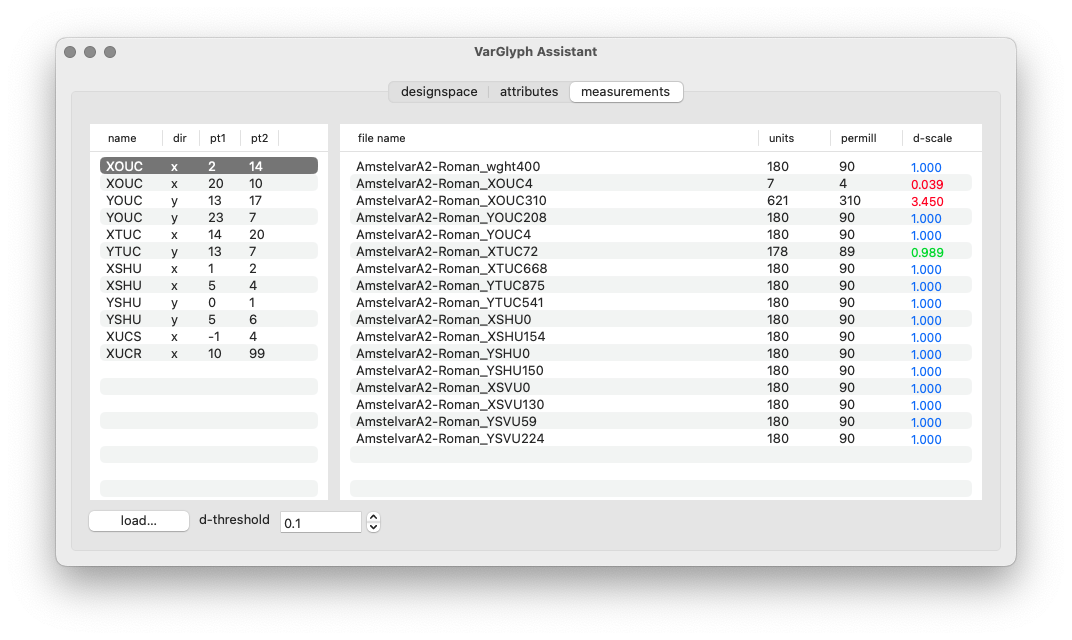 VarGlyph Assistant
designspace attributes measurements
name dir pt1 pt2
XOUC x 2 14
XOUC x 20 10
YOUC y 13 17
YOUC y 23 7
XTUC x 14 20
YTUC y 13 7
XSHU x 1 2
XSHU x 5 4
YSHU y 0 1
YSHU y 5 6
XUCS x -1 4
XUCR x 10 99
file name units permill d-scale
AmstelvarA2-Roman_wght400 180 90 1.000
AmstelvarA2-Roman_XOUC4 7 4 0.039
AmstelvarA2-Roman_XOUC310 621 310 3.450
AmstelvarA2-Roman_YOUC208 180 90 1.000
AmstelvarA2-Roman_YOUC4 180 90 1.000
AmstelvarA2-Roman_XTUC72 178 89 0.989
AmstelvarA2-Roman_XTUC668 180 90 1.000
AmstelvarA2-Roman_YTUC875 180 90 1.000
AmstelvarA2-Roman_YTUC541 180 90 1.000
AmstelvarA2-Roman_XSHU0 180 90 1.000
AmstelvarA2-Roman_XSHU154 180 90 1.000
AmstelvarA2-Roman_YSHU0 180 90 1.000
AmstelvarA2-Roman_YSHU150 180 90 1.000
AmstelvarA2-Roman_XSVU0 180 90 1.000
AmstelvarA2-Roman_XSVU130 180 90 1.000
AmstelvarA2-Roman_YSVU59 180 90 1.000
AmstelvarA2-Roman_YSVU224 180 90 1.000
load... d-threshold 0.1